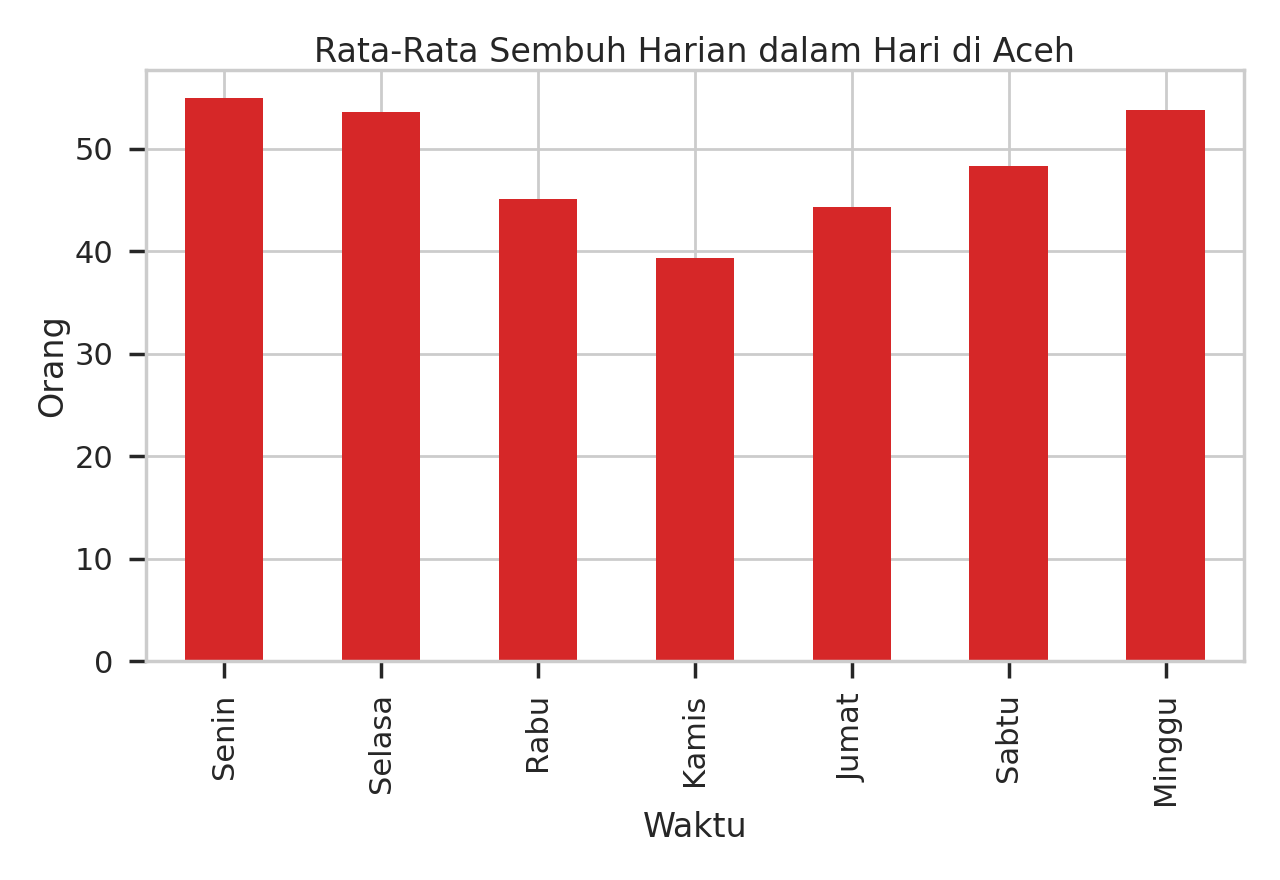 Rata-Rata Sembuh Harian dalam Hari di Aceh
Orang
50
40
30
20
10
0
Senin
Selasa
Rabu
Kamis
Jumat
Sabtu
Minggu
Waktu